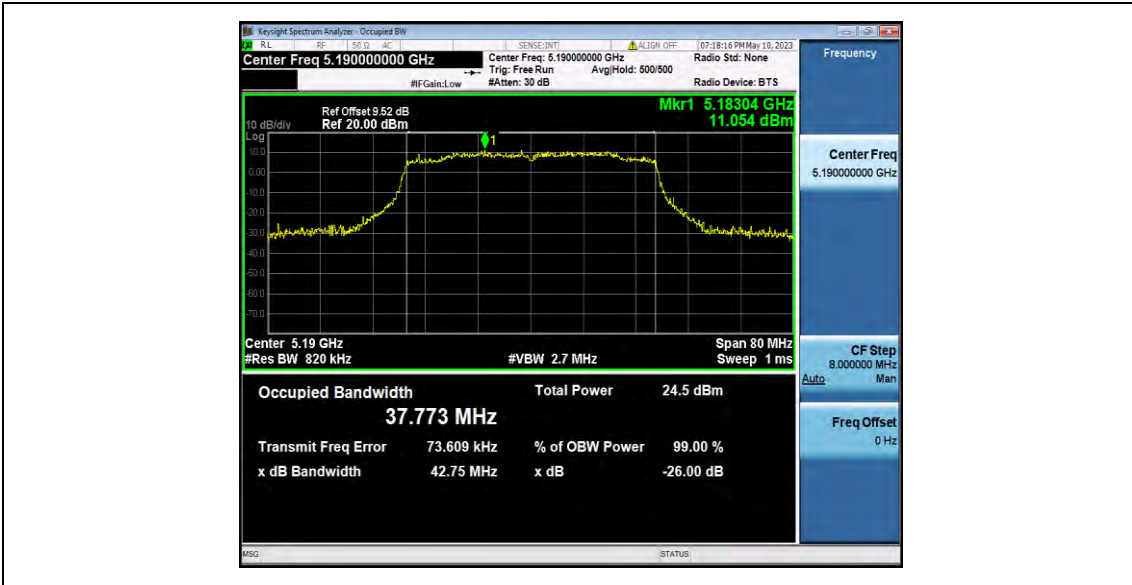 Keysight Spectrum Analyzer - Occupied BW
RL RF 50 Ω AC SENSE:INT ALIGN OFF 07:18:16 PM May 10, 2023
Center Freq 5.190000000 GHz
Center Freq: 5.190000000 GHz Radio Std: None
Trig: Free Run Avg|Hold: 500/500
#IFGain:Low #Atten: 30 dB Radio Device: BTS
Frequency
Ref Offset 9.52 dB
10 dB/div Ref 20.00 dBm
Mkr1 5.18304 GHz
11.054 dBm
Log
1
10.0
0.00
-10.0
-20.0
-30.0
-40.0
-50.0
-60.0
-70.0
Center 5.19 GHz Span 80 MHz
#Res BW 820 kHz #VBW 2.7 MHz Sweep 1 ms
Center Freq
5.190000000 GHz
CF Step
8.000000 MHz
Auto Man
Freq Offset
0 Hz
Occupied Bandwidth Total Power 24.5 dBm
37.773 MHz
Transmit Freq Error 73.609 kHz % of OBW Power 99.00 %
x dB Bandwidth 42.75 MHz x dB -26.00 dB
MSG STATUS